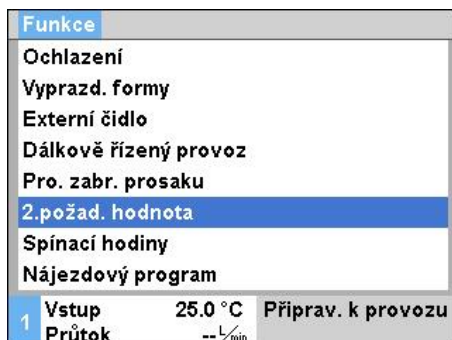 Funkce
Ochlazení
Vyprazd. formy
Externí čidlo
Dálkově řízený provoz
Pro. zabr. prosaku
2.požad. hodnota
Spínací hodiny
Nájezdový program
1 Vstup 25.0 °C Připrav. k provozu
Průtok -- L/min